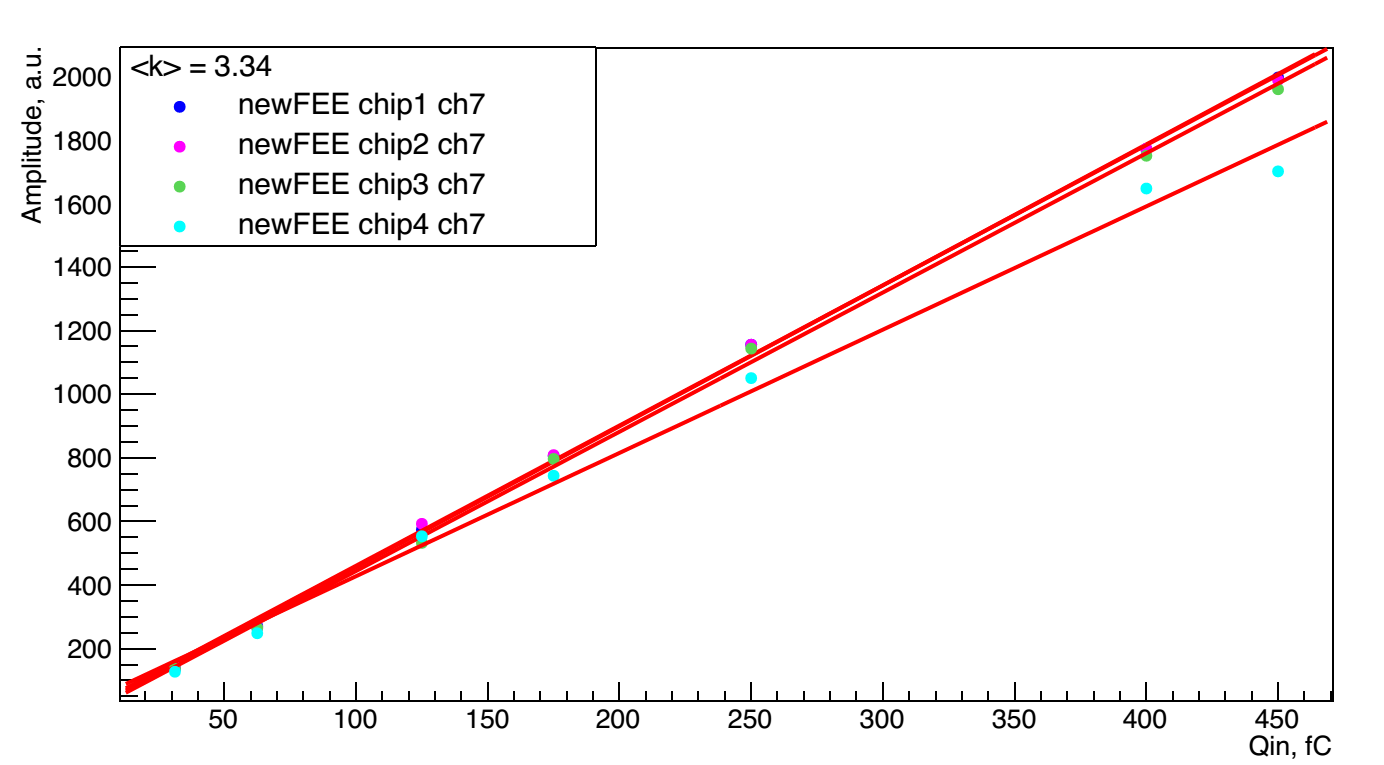 <k> = 3.34
newFEE chip1 ch7
newFEE chip2 ch7
newFEE chip3 ch7
newFEE chip4 ch7
Amplitude, a.u.
2000
1800
1600
1400
1200
1000
800
600
400
200
50 100 150 200 250 300 350 400 450
Qin, fC